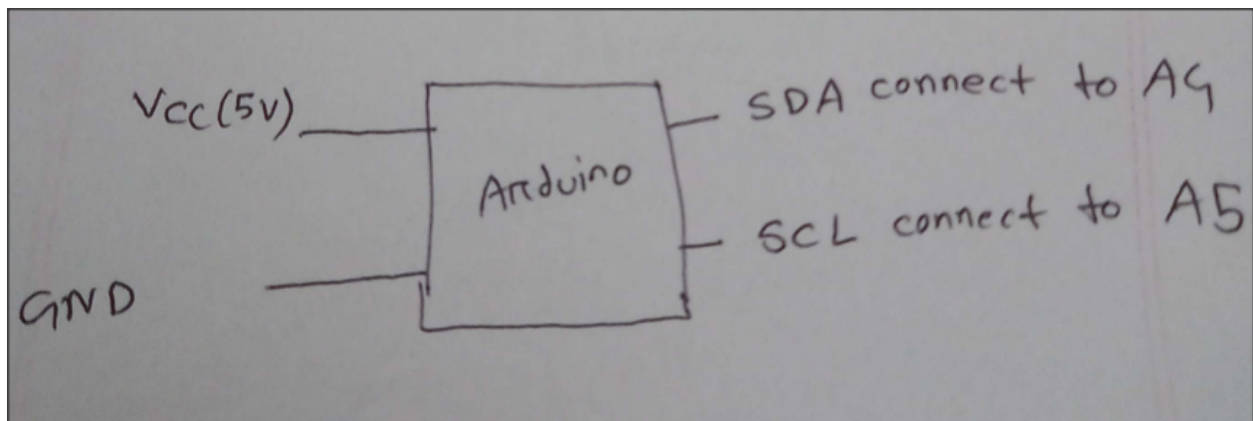 Vcc(5v)
SDA connect to A4
Arduino
SCL connect to A5
GND